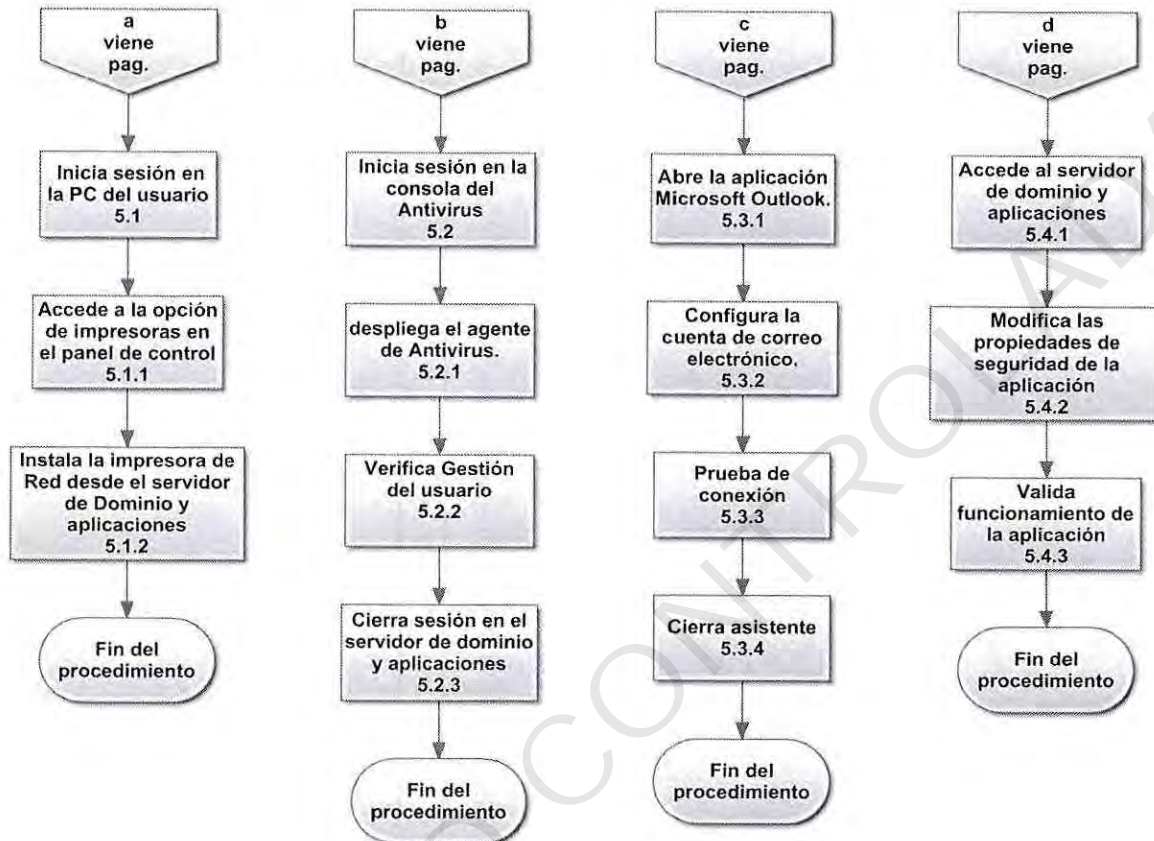 a
viene
pag.
Inicia sesión en
la PC del usuario
5.1
Accede a la opción
de impresoras en
el panel de control
5.1.1
Instala la impresora de
Red desde el servidor
de Dominio y
aplicaciones
5.1.2
Fin del
procedimiento
b
viene
pag.
Inicia sesión en la
consola del
Antivirus
5.2
despliega el agente
de Antivirus.
5.2.1
Verifica Gestión
del usuario
5.2.2
Cierra sesión en el
servidor de dominio
y aplicaciones
5.2.3
Fin del
procedimiento
c
viene
pag.
Abre la aplicación
Microsoft Outlook.
5.3.1
Configura la
cuenta de correo
electrónico.
5.3.2
Prueba de
conexión
5.3.3
Cierra asistente
5.3.4
Fin del
procedimiento
d
viene
pag.
Accede al servidor
de dominio y
aplicaciones
5.4.1
Modifica las
propiedades de
seguridad de la
aplicación
5.4.2
Valida
funcionamiento de
la aplicación
5.4.3
Fin del
procedimiento